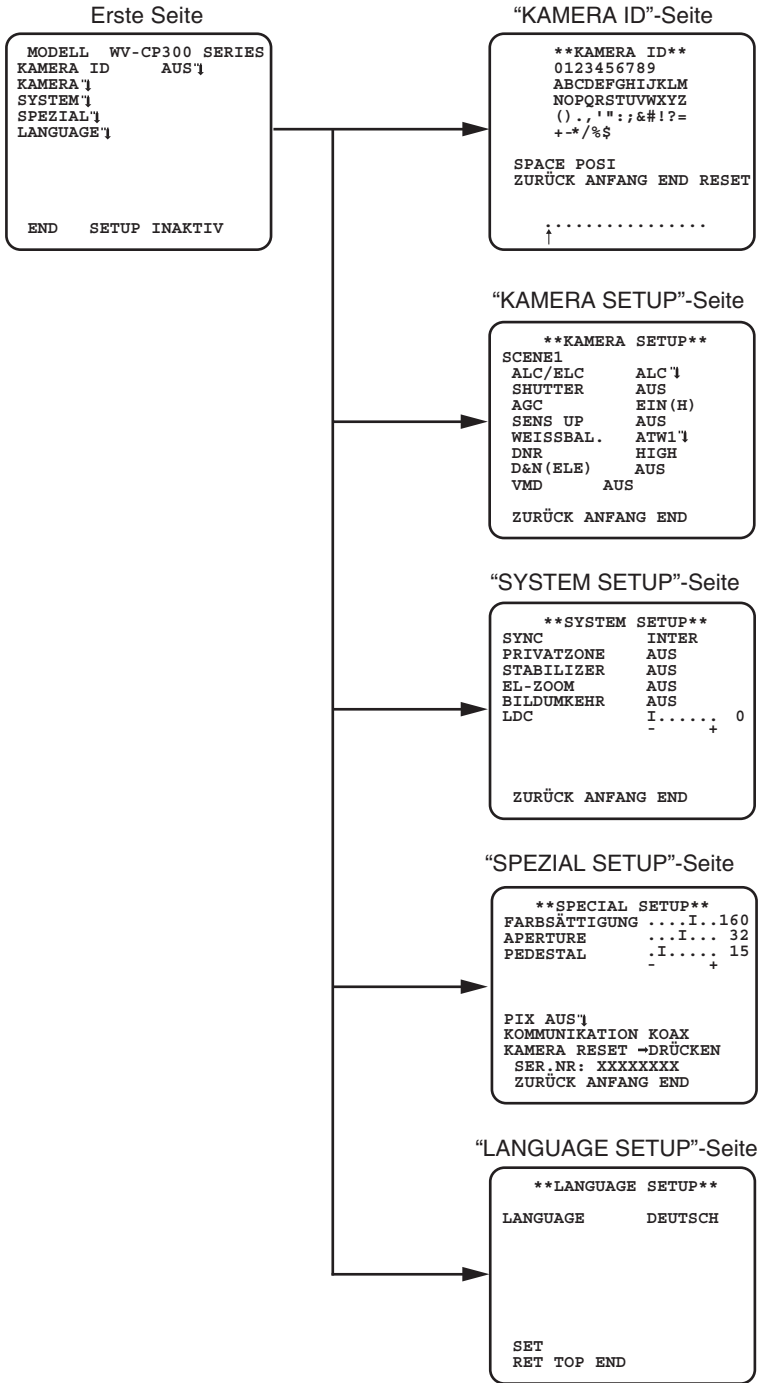 Erste Seite
MODELL WV-CP300 SERIES
KAMERA ID AUS
KAMERA
SYSTEM
SPEZIAL
LANGUAGE
END SETUP INAKTIV
“KAMERA ID”-Seite
**KAMERA ID**
0123456789
ABCDEFGHIJKLM
NOPQRSTUVWXYZ
().,'":;&#!?=
+-*/%$
SPACE POSI
ZURÜCK ANFANG END RESET
................
↑
“KAMERA SETUP”-Seite
**KAMERA SETUP**
SCENE1
ALC/ELC ALC
SHUTTER AUS
AGC EIN(H)
SENS UP AUS
WEISSBAL. ATW1
DNR HIGH
D&N(ELE) AUS
VMD AUS
ZURÜCK ANFANG END
“SYSTEM SETUP”-Seite
**SYSTEM SETUP**
SYNC INTER
PRIVATZONE AUS
STABILIZER AUS
EL-ZOOM AUS
BILDUMKEHR AUS
LDC I...... 0
- +
ZURÜCK ANFANG END
“SPEZIAL SETUP”-Seite
**SPECIAL SETUP**
FARBSÄTTIGUNG ....I..160
APERTURE ...I... 32
PEDESTAL .I..... 15
- +
PIX AUS
KOMMUNIKATION KOAX
KAMERA RESET →DRÜCKEN
SER.NR: XXXXXXXX
ZURÜCK ANFANG END
“LANGUAGE SETUP”-Seite
**LANGUAGE SETUP**
LANGUAGE DEUTSCH
SET
RET TOP END